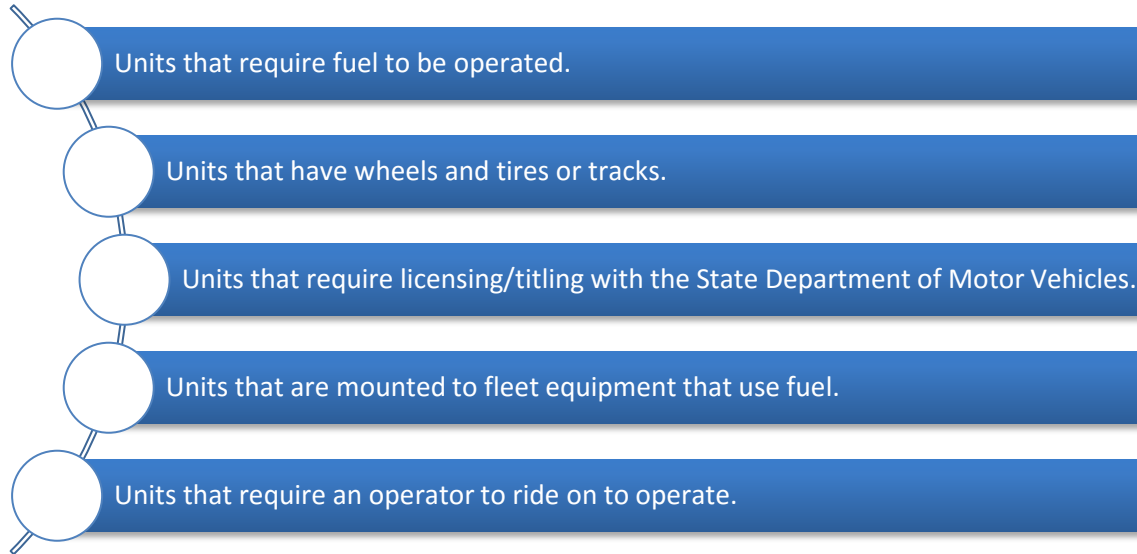 Units that require fuel to be operated.
Units that have wheels and tires or tracks.
Units that require licensing/titling with the State Department of Motor Vehicles.
Units that are mounted to fleet equipment that use fuel.
Units that require an operator to ride on to operate.